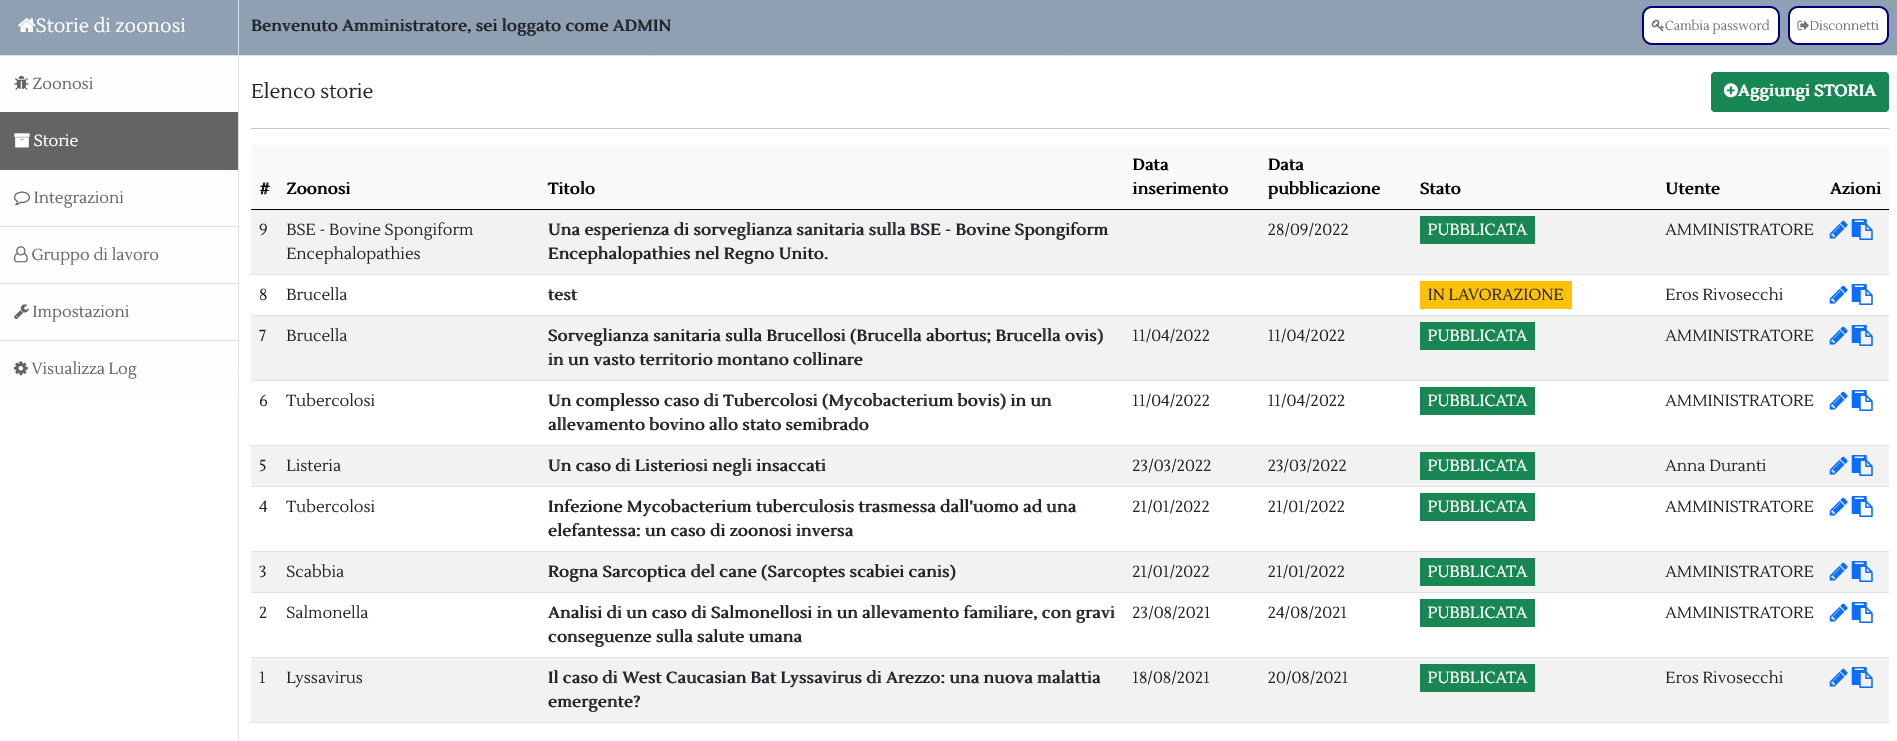 Storie di zoonosi
Benvenuto Amministratore, sei loggato come ADMIN
Cambia password
Disconnetti
Zoonosi
Storie
Integrazioni
Gruppo di lavoro
Impostazioni
Visualizza Log
Elenco storie
Aggiungi STORIA
# Zoonosi Titolo Data inserimento Data pubblicazione Stato Utente Azioni
9 BSE - Bovine Spongiform Una esperienza di sorveglianza sanitaria sulla BSE - Bovine Spongiform 28/09/2022 PUBBLICATA AMMINISTRATORE
Encephalopathies Encephalopathies nel Regno Unito.
8 Brucella test IN LAVORAZIONE Eros Rivosecchi
7 Brucella Sorveglianza sanitaria sulla Brucellosi (Brucella abortus; Brucella ovis) 11/04/2022 11/04/2022 PUBBLICATA AMMINISTRATORE
in un vasto territorio montano collinare
6 Tubercolosi Un complesso caso di Tubercolosi (Mycobacterium bovis) in un 11/04/2022 11/04/2022 PUBBLICATA AMMINISTRATORE
allevamento bovino allo stato semibrado
5 Listeria Un caso di Listeriosi negli insaccati 23/03/2022 23/03/2022 PUBBLICATA Anna Duranti
4 Tubercolosi Infezione Mycobacterium tuberculosis trasmessa dall'uomo ad una 21/01/2022 21/01/2022 PUBBLICATA AMMINISTRATORE
elefantessa: un caso di zoonosi inversa
3 Scabbia Rogna Sarcoptica del cane (Sarcoptes scabiei canis) 21/01/2022 21/01/2022 PUBBLICATA AMMINISTRATORE
2 Salmonella Analisi di un caso di Salmonellosi in un allevamento familiare, con gravi 23/08/2021 24/08/2021 PUBBLICATA AMMINISTRATORE
conseguenze sulla salute umana
1 Lyssavirus Il caso di West Caucasian Bat Lyssavirus di Arezzo: una nuova malattia 18/08/2021 20/08/2021 PUBBLICATA Eros Rivosecchi
emergente?